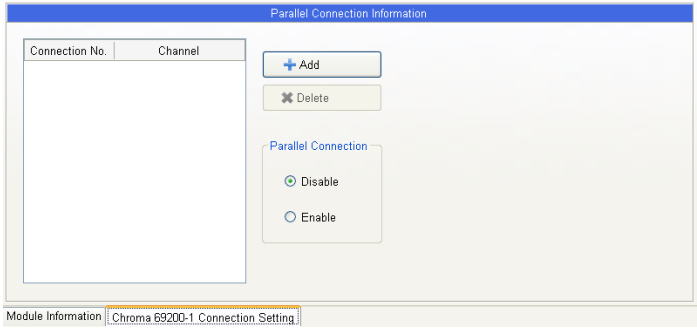 Parallel Connection Information
Connection No. Channel
Add
Delete
Parallel Connection
Disable
Enable
Module Information Chroma 69200-1 Connection Setting